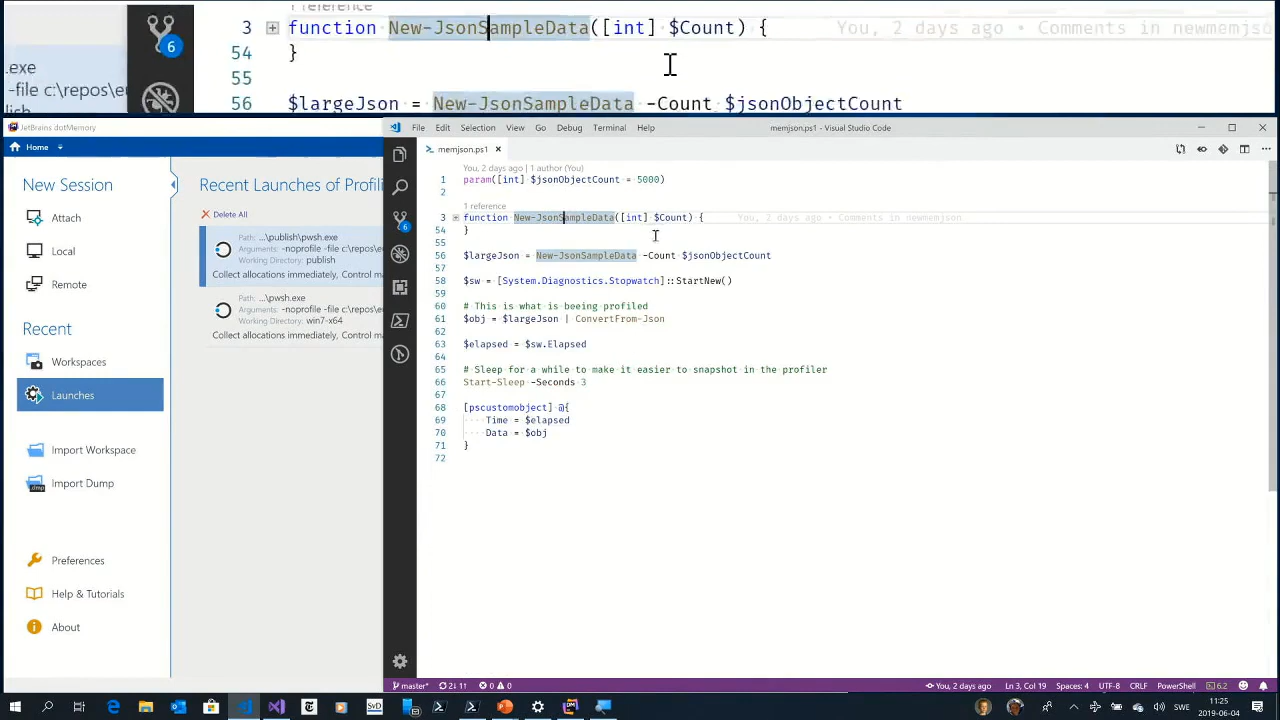 1 reference
3 function New-JsonSampleData([int] $Count) { You, 2 days ago • Comments in newmemjso
54 }
55
56 $largeJson = New-JsonSampleData -Count $jsonObjectCount
6
.exe
-file c:\repos\e
publish
JetBrains dotMemory
Home
New Session
Attach
Local
Remote
Recent
Workspaces
Launches
Import Workspace
Import Dump
Preferences
Help & Tutorials
About
Recent Launches of Profili
Delete All
Path: ...\publish\pwsh.exe
Arguments: -noprofile -file c:\repos\e
Working Directory: publish
Collect allocations immediately, Control ma
Path: ...\pwsh.exe
Arguments: -noprofile -file c:\repos\e
Working Directory: win7-x64
Collect allocations immediately, Control ma
File Edit Selection View Go Debug Terminal Help
memjson.ps1 - Visual Studio Code
memjson.ps1
6
You, 2 days ago | 1 author (You)
1 param([int] $jsonObjectCount = 5000)
2
1 reference
3 function New-JsonSampleData([int] $Count) { You, 2 days ago • Comments in newmemjson
54 }
55
56 $largeJson = New-JsonSampleData -Count $jsonObjectCount
57
58 $sw = [System.Diagnostics.Stopwatch]::StartNew()
59
60 # This is what is beeing profiled
61 $obj = $largeJson | ConvertFrom-Json
62
63 $elapsed = $sw.Elapsed
64
65 # Sleep for a while to make it easier to snapshot in the profiler
66 Start-Sleep -Seconds 3
67
68 [pscustomobject] @{
69 Time = $elapsed
70 Data = $obj
71 }
72
master* 2↓ 1↑ 0 0
You, 2 days ago Ln 3, Col 19 Spaces: 4 UTF-8 CRLF PowerShell 6.2
SvD
SWE
11:25
2019-06-04